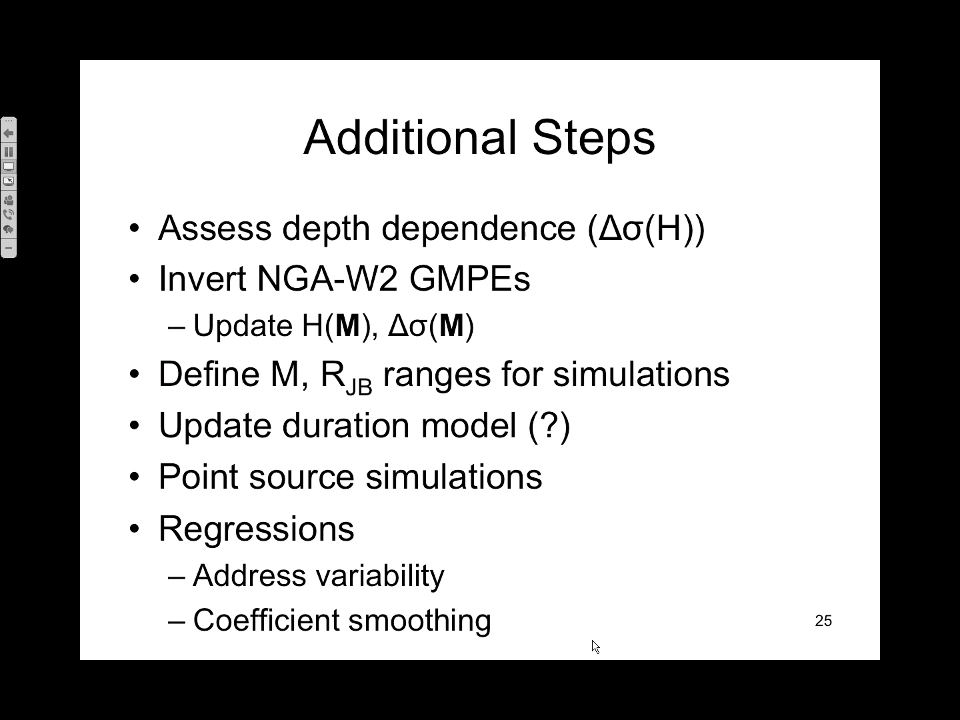 Additional Steps
• Assess depth dependence (Δσ(H))
• Invert NGA-W2 GMPEs
– Update H(M), Δσ(M)
• Define M, RJB ranges for simulations
• Update duration model (?)
• Point source simulations
• Regressions
– Address variability
– Coefficient smoothing
25